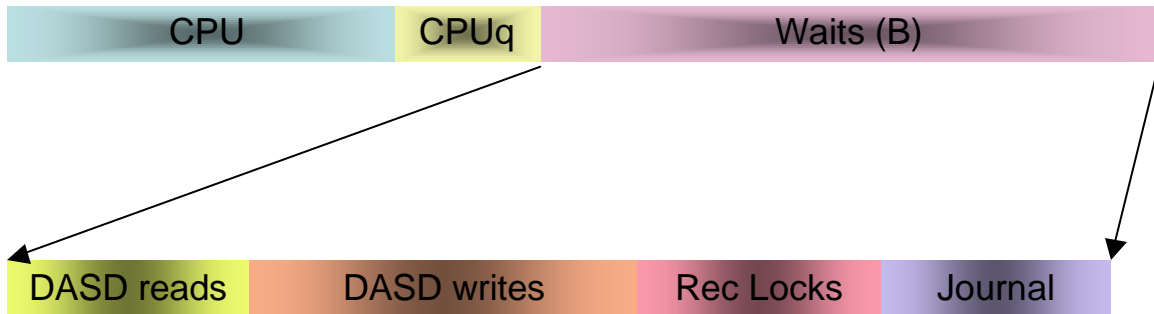 CPU CPUq Waits (B)
DASD reads DASD writes Rec Locks Journal